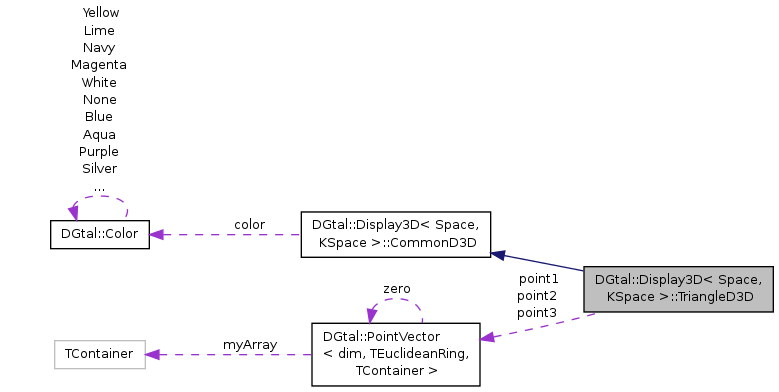 Yellow
Lime
Navy
Magenta
White
None
Blue
Aqua
Purple
Silver
...
DGtal::Color
color
DGtal::Display3D< Space,
KSpace >::CommonD3D
DGtal::Display3D< Space,
KSpace >::TriangleD3D
point1
point2
point3
zero
DGtal::PointVector
< dim, TEuclideanRing,
TContainer >
myArray
TContainer